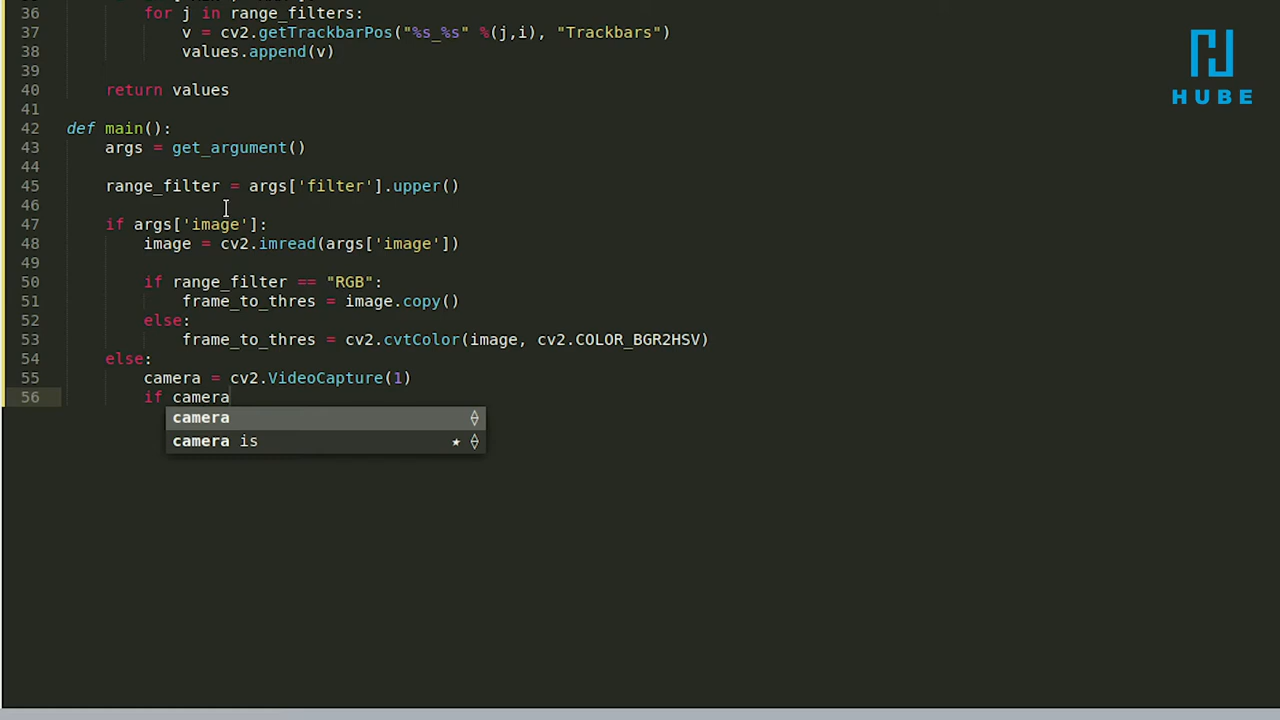 36 for j in range_filters:
37 v = cv2.getTrackbarPos("%s_%s" %(j,i), "Trackbars")
38 values.append(v)
39
40 return values
41
42 def main():
43 args = get_argument()
44
45 range_filter = args['filter'].upper()
46
47 if args['image']:
48 image = cv2.imread(args['image'])
49
50 if range_filter == "RGB":
51 frame_to_thres = image.copy()
52 else:
53 frame_to_thres = cv2.cvtColor(image, cv2.COLOR_BGR2HSV)
54 else:
55 camera = cv2.VideoCapture(1)
56 if camera
camera
camera is
HUBE